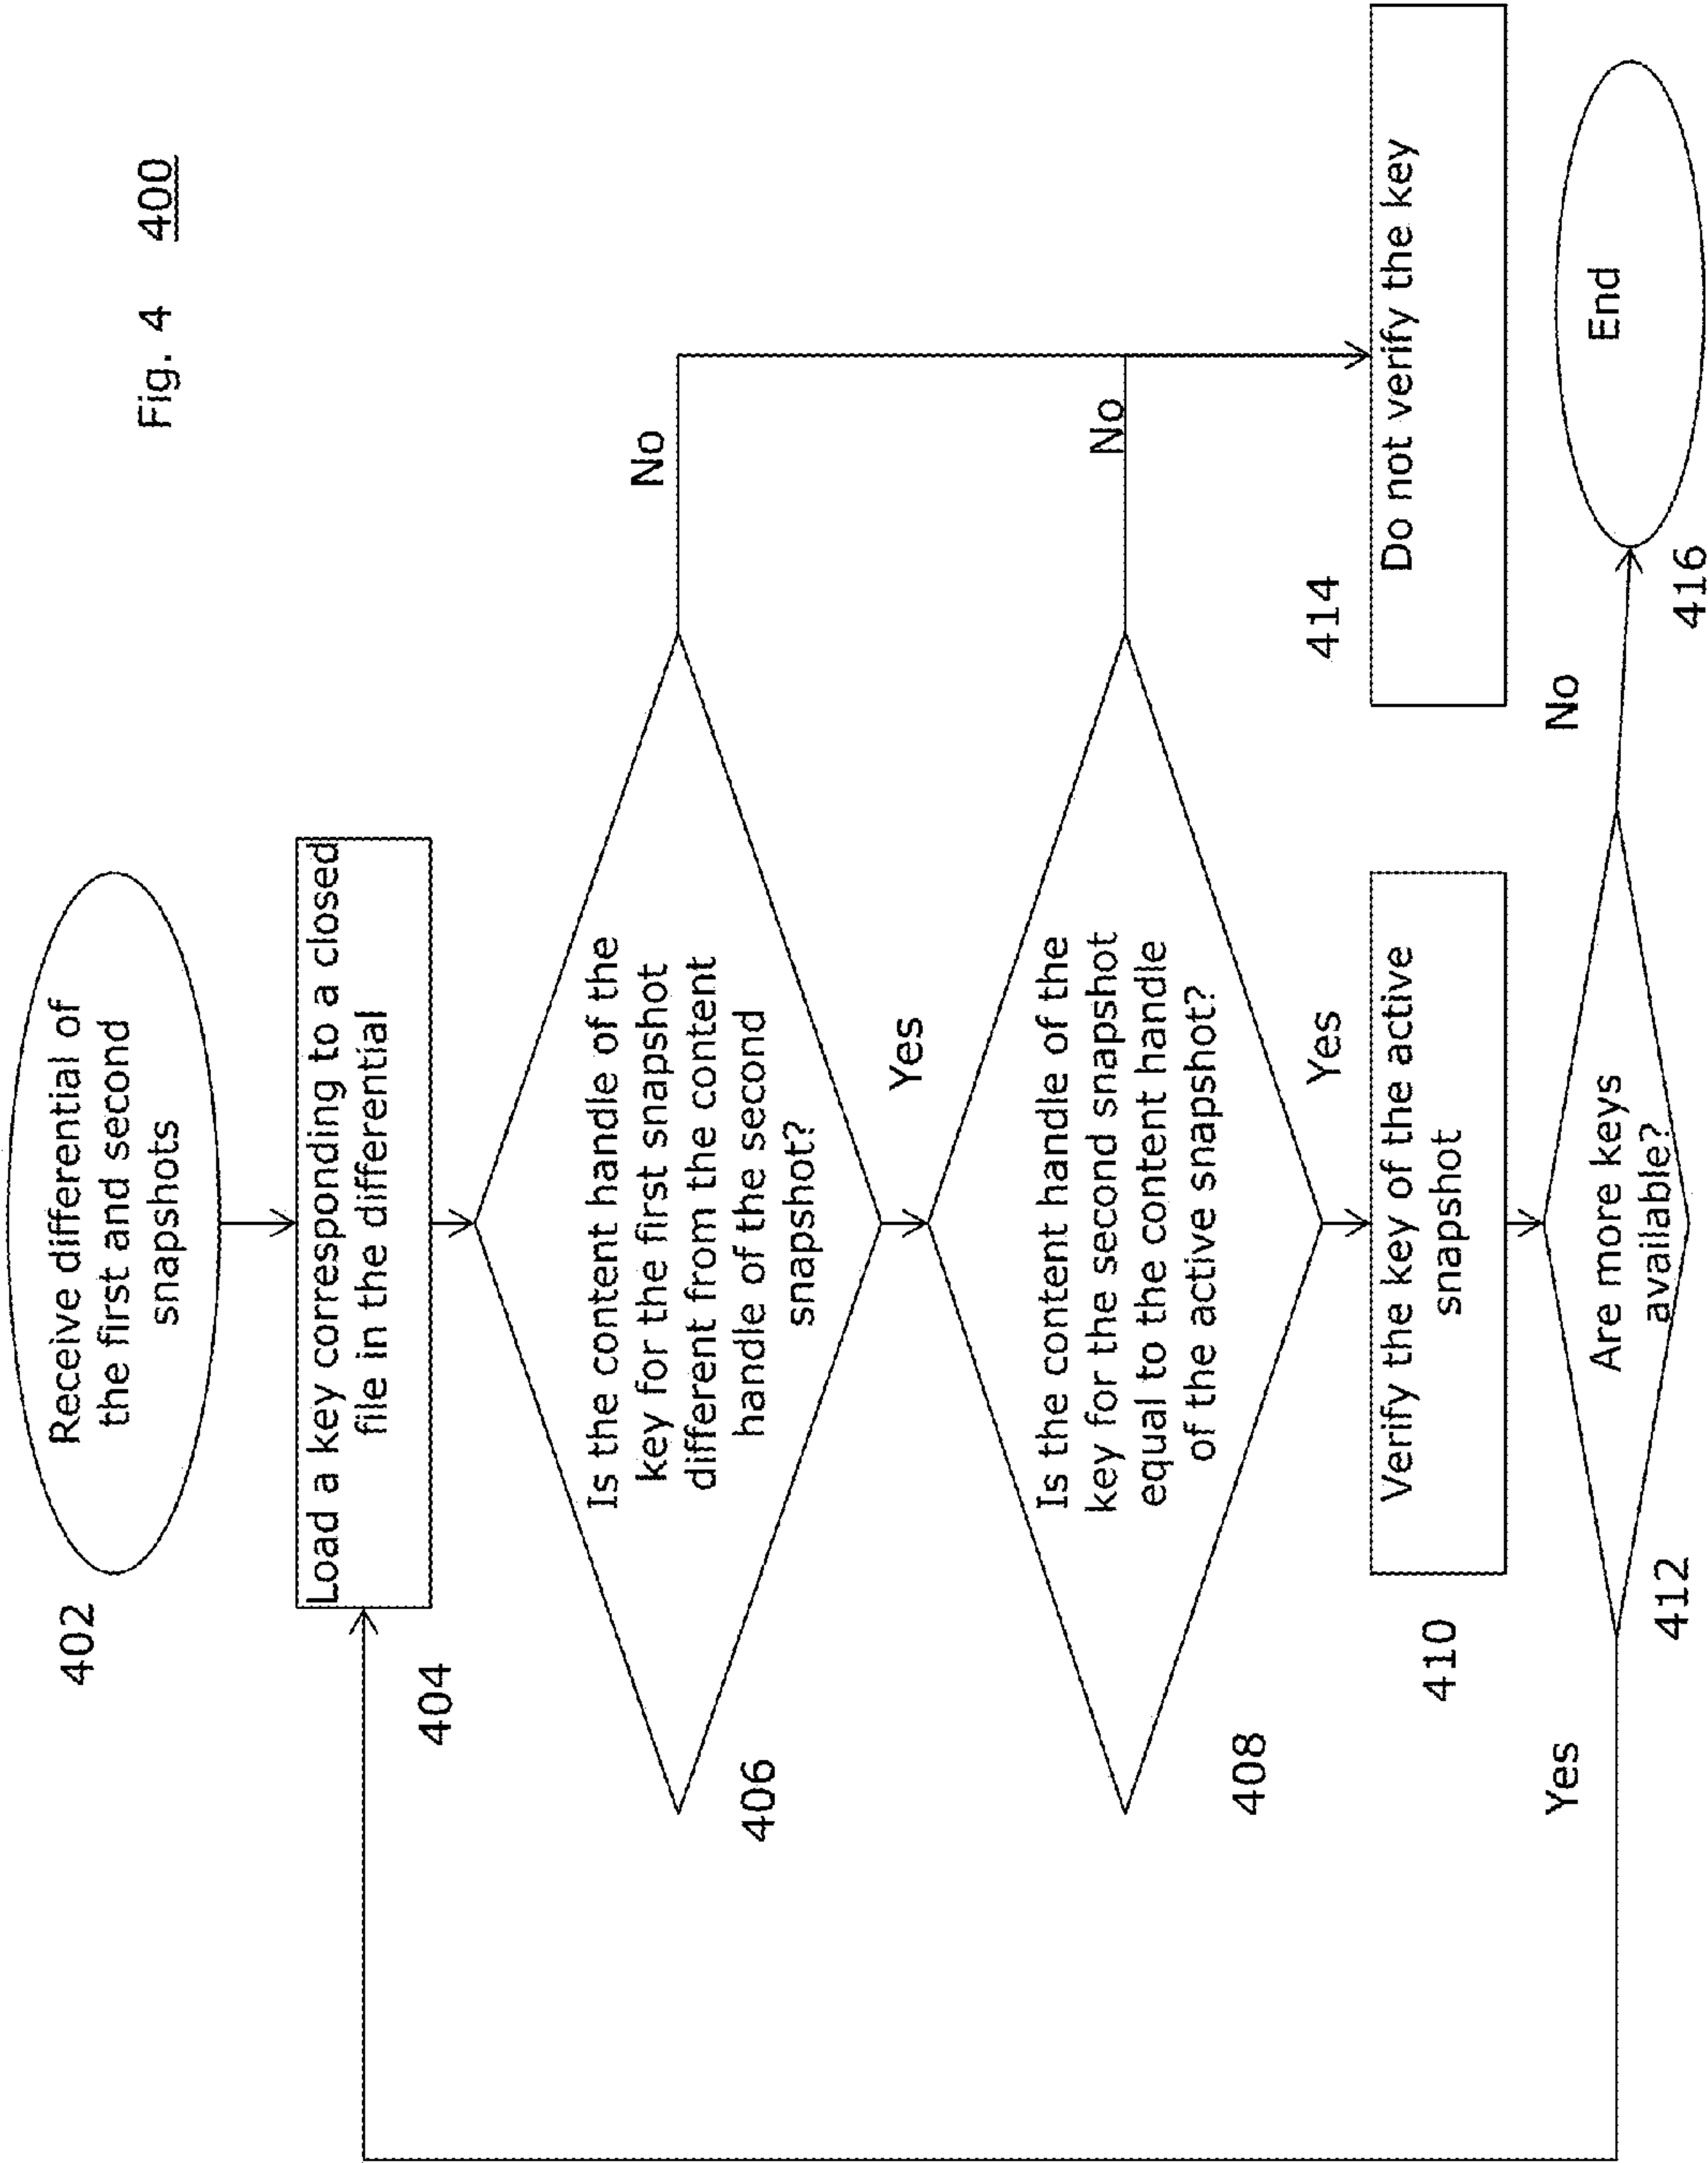 Fig. 4 400
Receive differential of
the first and second
snapshots
402
Load a key corresponding to a closed
file in the differential
404
Is the content handle of the
key for the first snapshot
different from the content
handle of the second
snapshot?
406
No
Yes
Is the content handle of the
key for the second snapshot
equal to the content handle
of the active snapshot?
408
No
Yes
Verify the key of the active
snapshot
410
Do not verify the key
414
Are more keys
available?
412
Yes
No
End
416